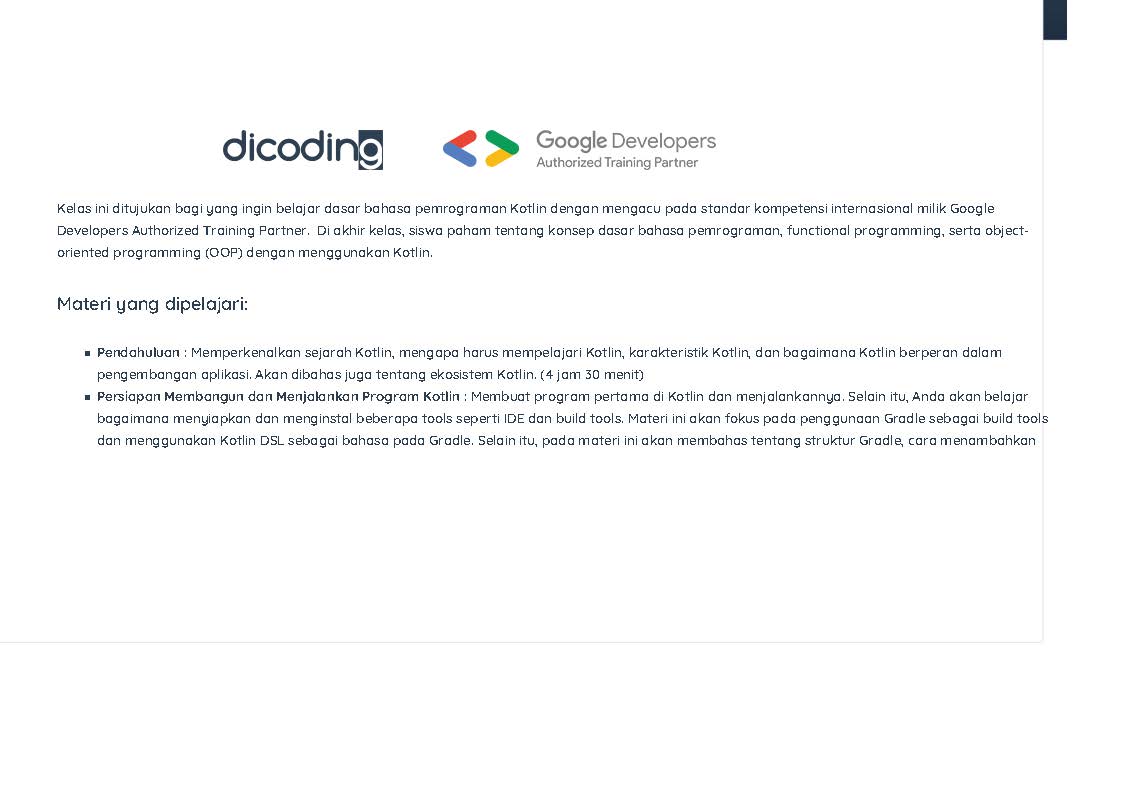 dicoding
Google Developers
Authorized Training Partner
Kelas ini ditujukan bagi yang ingin belajar dasar bahasa pemrograman Kotlin dengan mengacu pada standar kompetensi internasional milik Google
Developers Authorized Training Partner. Di akhir kelas, siswa paham tentang konsep dasar bahasa pemrograman, functional programming, serta object-
oriented programming (OOP) dengan menggunakan Kotlin.
Materi yang dipelajari:
▪ Pendahuluan : Memperkenalkan sejarah Kotlin, mengapa harus mempelajari Kotlin, karakteristik Kotlin, dan bagaimana Kotlin berperan dalam
pengembangan aplikasi. Akan dibahas juga tentang ekosistem Kotlin. (4 jam 30 menit)
▪ Persiapan Membangun dan Menjalankan Program Kotlin : Membuat program pertama di Kotlin dan menjalankannya. Selain itu, Anda akan belajar
bagaimana menyiapkan dan menginstal beberapa tools seperti IDE dan build tools. Materi ini akan fokus pada penggunaan Gradle sebagai build tools
dan menggunakan Kotlin DSL sebagai bahasa pada Gradle. Selain itu, pada materi ini akan membahas tentang struktur Gradle, cara menambahkan